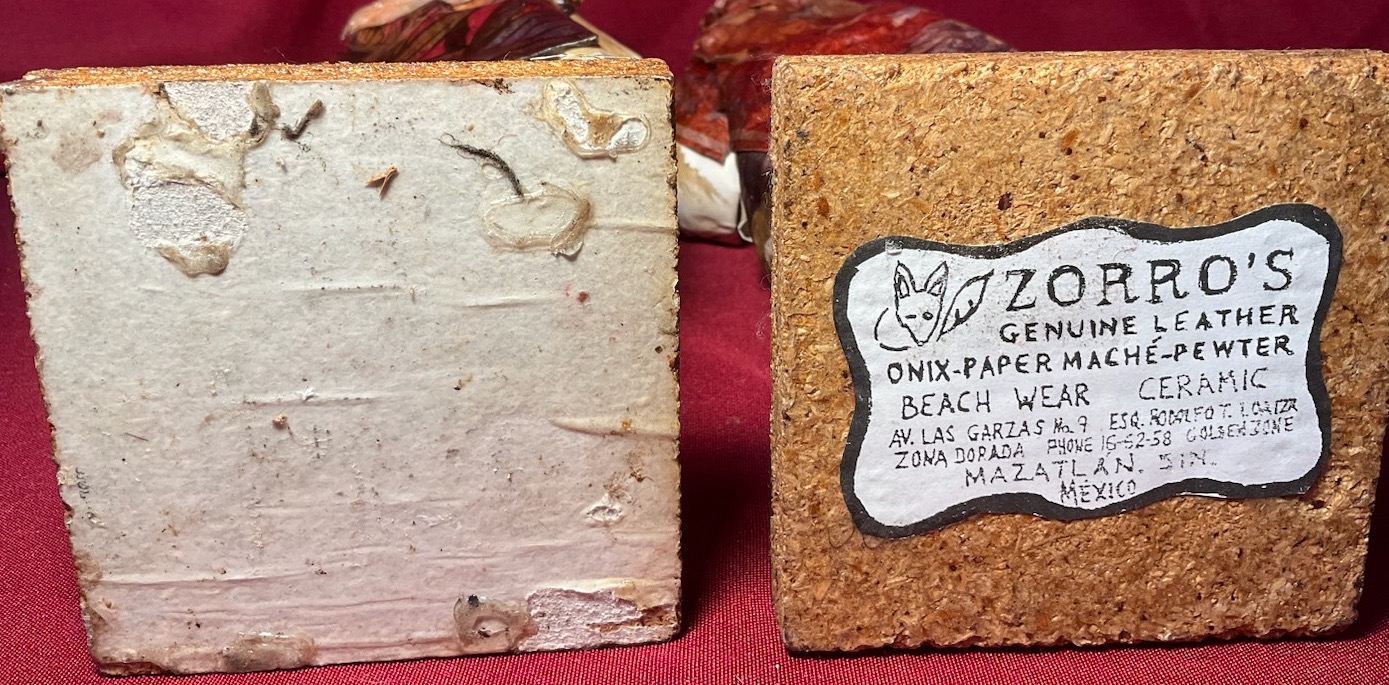 ZORRO'S
GENUINE LEATHER
ONIX-PAPER MACHÉ-PEWTER
BEACH WEAR CERAMIC
AV. LAS GARZAS No. 9 ESQ. RODOLFO T. LOAIZA
ZONA DORADA PHONE 16-52-58 GOLDEN ZONE
MAZATLÁN. SIN.
MÉXICO